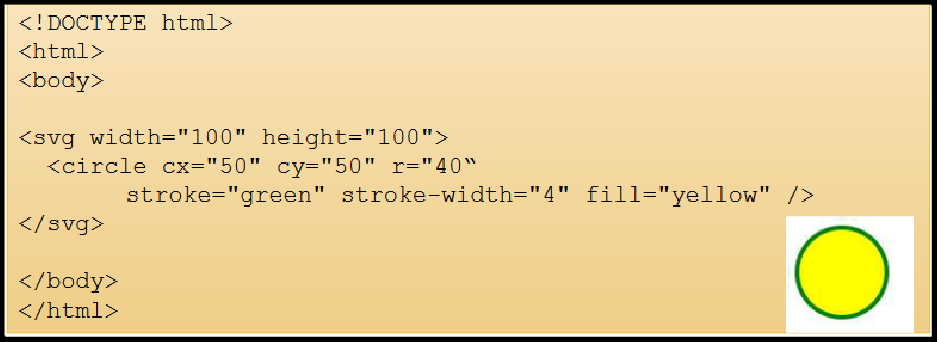 <!DOCTYPE html>
<html>
<body>
<svg width="100" height="100">
<circle cx="50" cy="50" r="40“
stroke="green" stroke-width="4" fill="yellow" />
</svg>
</body>
</html>